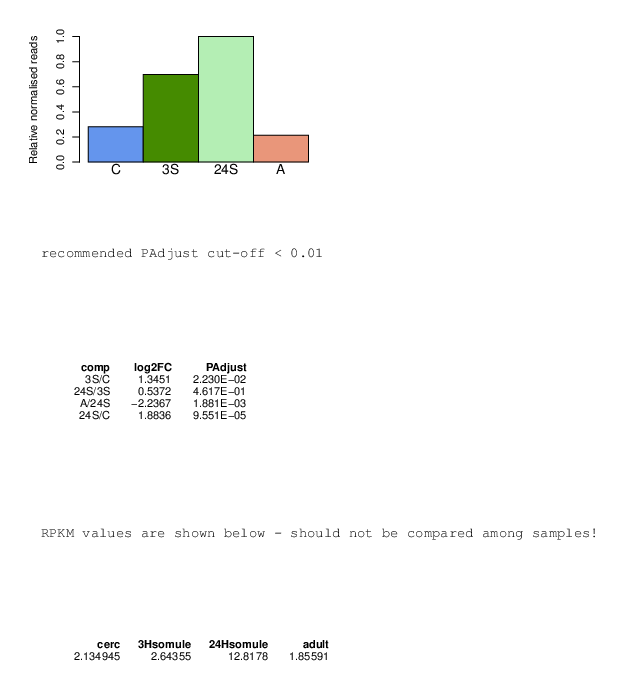 Relative normalised reads
1.0
0.8
0.6
0.4
0.2
0.0
C 3S 24S A
recommended PAdjust cut-off < 0.01
comp log2FC PAdjust
3S/C 1.3451 2.230E−02
24S/3S 0.5372 4.617E−01
A/24S −2.2367 1.881E−03
24S/C 1.8836 9.551E−05
RPKM values are shown below - should not be compared among samples!
cerc 3Hsomule 24Hsomule adult
2.134945 2.64355 12.8178 1.85591